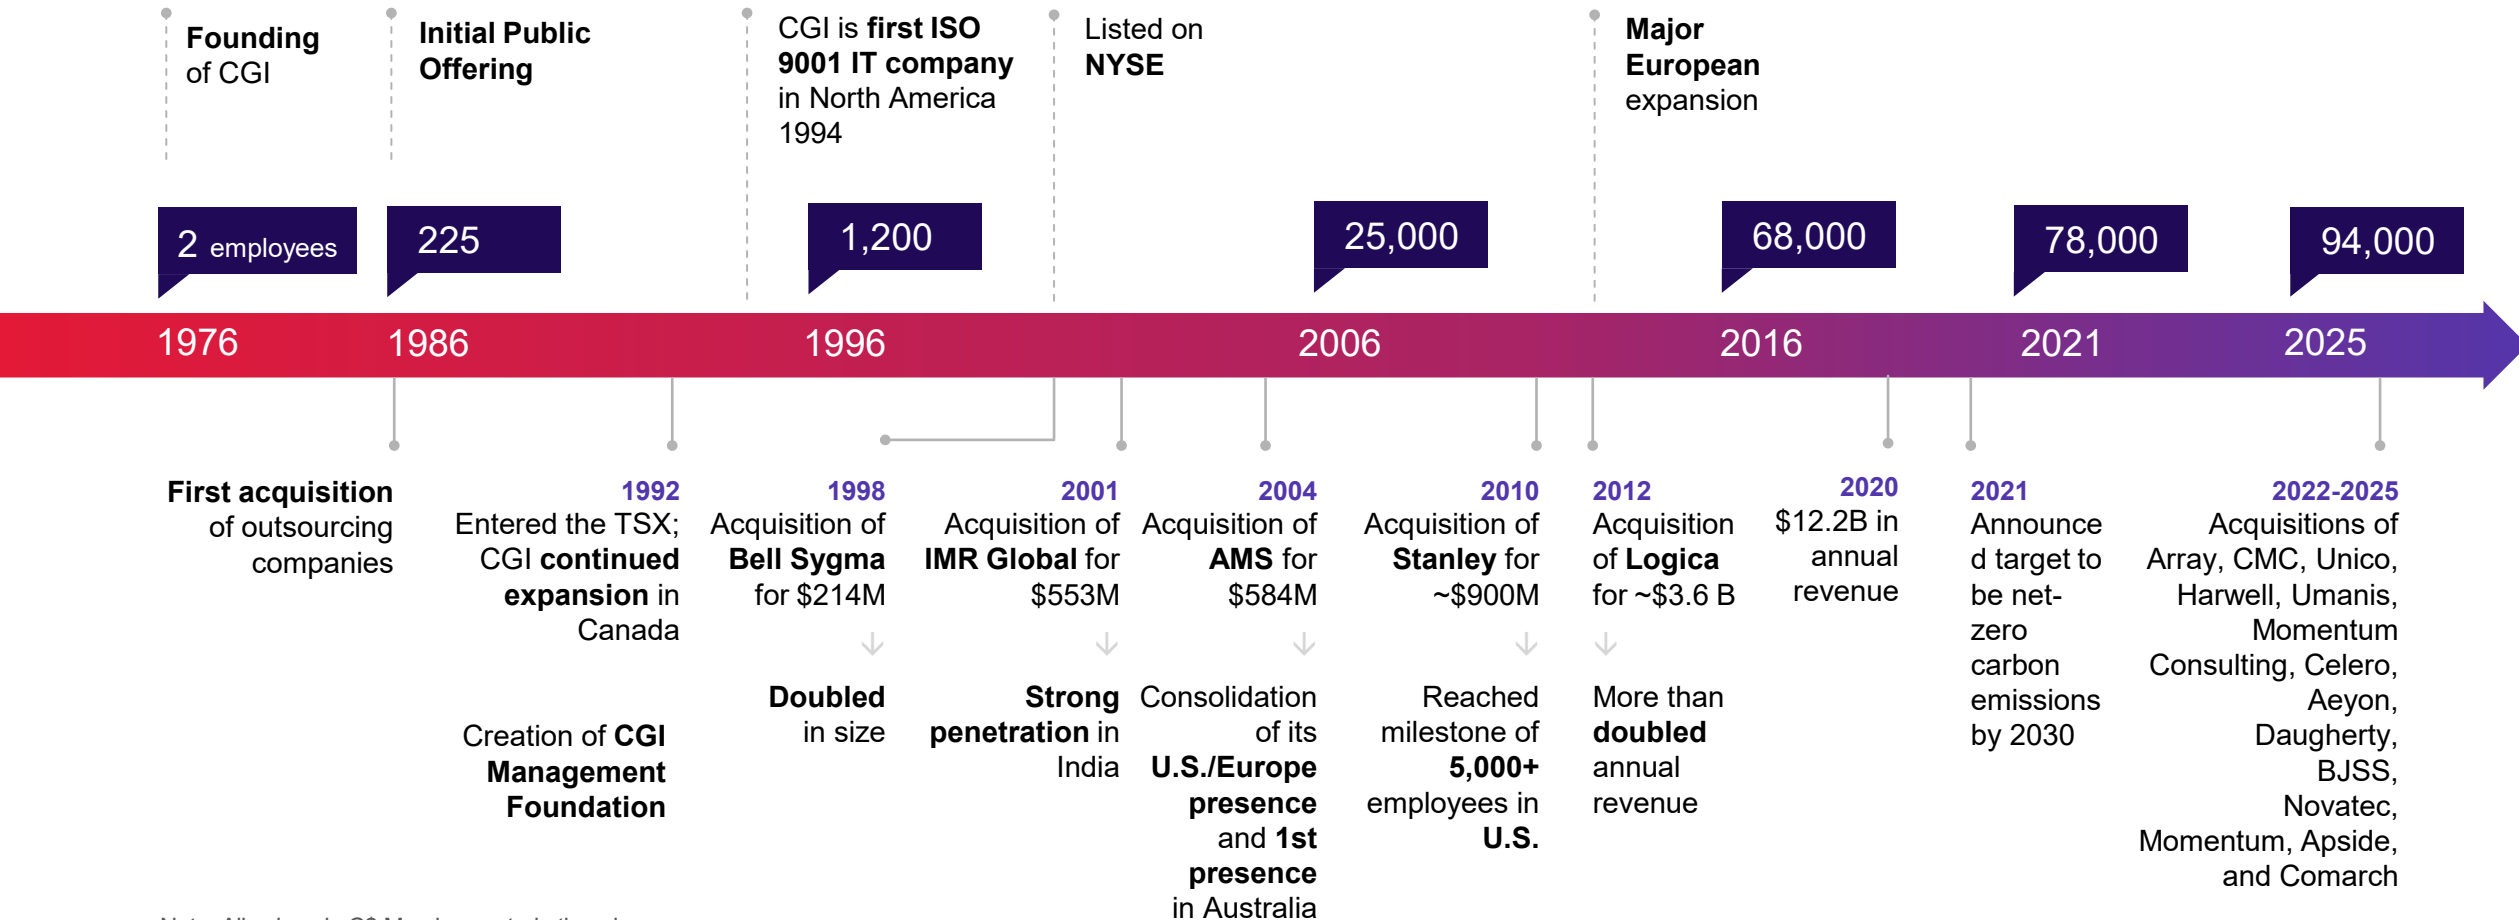 Founding
of CGI
Initial Public
Offering
CGI is first ISO
9001 IT company
in North America
1994
Listed on
NYSE
Major
European
expansion
2 employees
225
1,200
25,000
68,000
78,000
94,000
1976
1986
1996
2006
2016
2021
2025
First acquisition
of outsourcing
companies
1992
Entered the TSX;
CGI continued
expansion in
Canada
Creation of CGI
Management
Foundation
1998
Acquisition of
Bell Sygma
for $214M
Doubled
in size
2001
Acquisition of
IMR Global for
$553M
Strong
penetration in
India
2004
Acquisition of
AMS for
$584M
Consolidation
of its
U.S./Europe
presence
and 1st
presence
in Australia
2010
Acquisition of
Stanley for
~$900M
Reached
milestone of
5,000+
employees in
U.S.
2012
Acquisition
of Logica
for ~$3.6 B
More than
doubled
annual
revenue
2020
$12.2B in
annual
revenue
2021
Announce
d target to
be net-
zero
carbon
emissions
by 2030
2022-2025
Acquisitions of
Array, CMC, Unico,
Harwell, Umanis,
Momentum
Consulting, Celero,
Aeyon,
Daugherty,
BJSS,
Novatec,
Momentum, Apside,
and Comarch